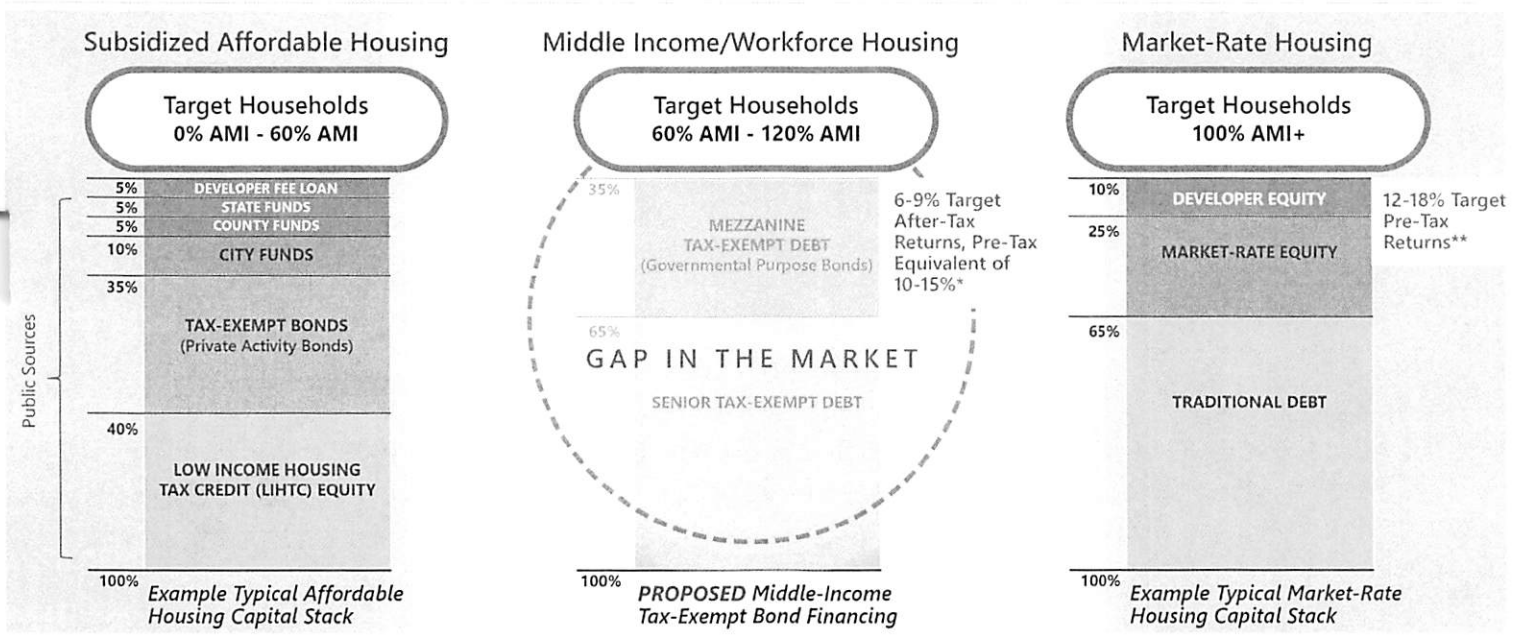 Subsidized Affordable Housing
Target Households
0% AMI - 60% AMI
5%
DEVELOPER FEE LOAN
5%
STATE FUNDS
5%
COUNTY FUNDS
10%
CITY FUNDS
35%
TAX-EXEMPT BONDS
(Private Activity Bonds)
40%
LOW INCOME HOUSING
TAX CREDIT (LIHTC) EQUITY
100%
Public Sources
Example Typical Affordable
Housing Capital Stack
Middle Income/Workforce Housing
Target Households
60% AMI - 120% AMI
35%
MEZZANINE
TAX-EXEMPT DEBT
(Governmental Purpose Bonds)
6-9% Target
After-Tax
Returns, Pre-Tax
Equivalent of
10-15%*
65%
GAP IN THE MARKET
SENIOR TAX-EXEMPT DEBT
100%
PROPOSED Middle-Income
Tax-Exempt Bond Financing
Market-Rate Housing
Target Households
100% AMI+
10%
DEVELOPER EQUITY
12-18% Target
Pre-Tax
Returns**
25%
MARKET-RATE EQUITY
65%
TRADITIONAL DEBT
100%
Example Typical Market-Rate
Housing Capital Stack